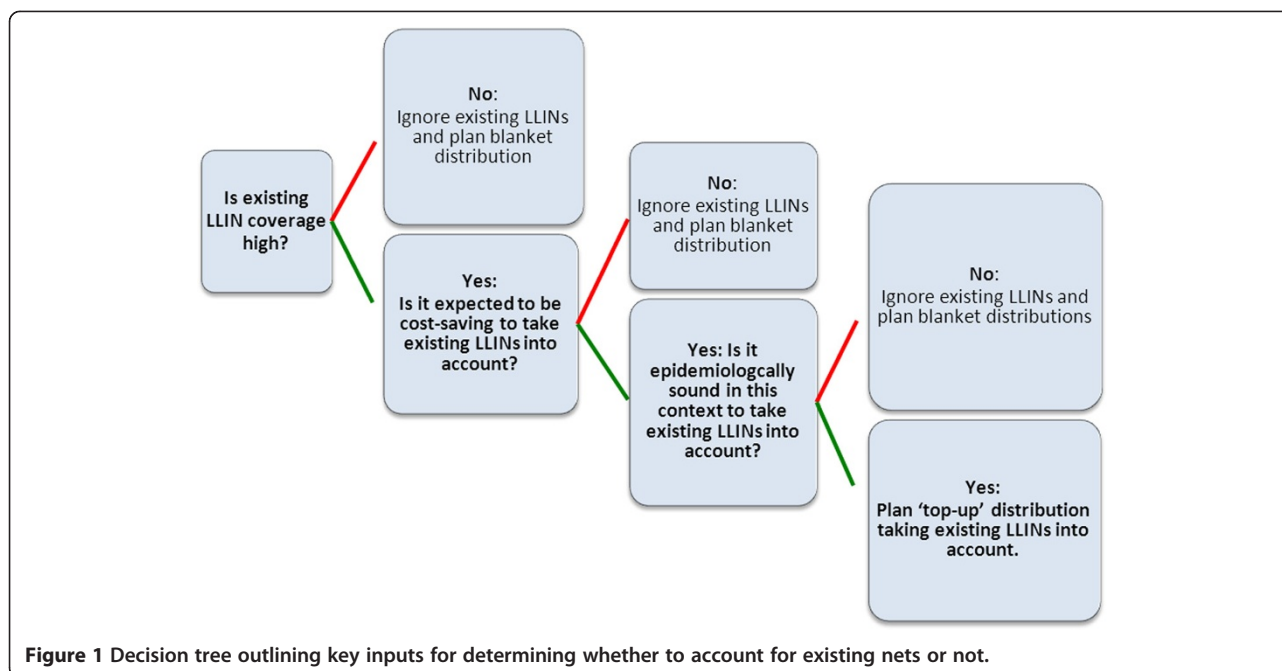 Is existing
LLIN coverage
high?
No:
Ignore existing LLINs
and plan blanket
distribution
Yes:
Is it expected to be
cost-saving to take
existing LLINs into
account?
No:
Ignore existing LLINs
and plan blanket
distribution
Yes: Is it
epidemiologcally
sound in this
context to take
existing LLINs into
account?
No:
Ignore existing LLINs and
plan blanket distributions
Yes:
Plan ‘top-up’ distribution
taking existing LLINs into
account.
Figure 1 Decision tree outlining key inputs for determining whether to account for existing nets or not.